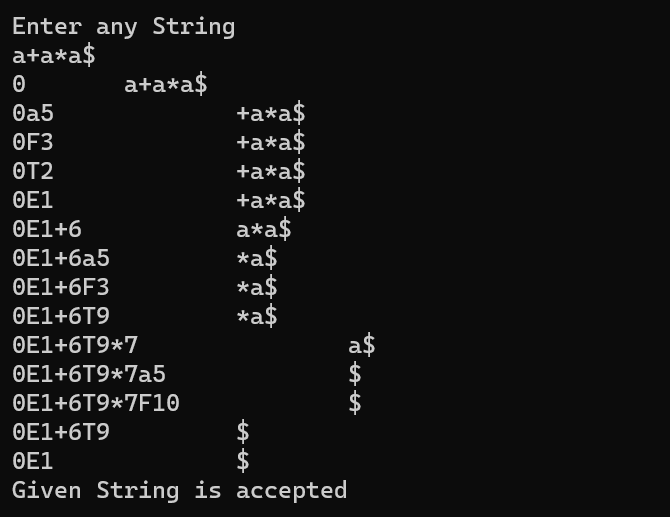 Enter any String
a+a*a$
0 a+a*a$
0a5 +a*a$
0F3 +a*a$
0T2 +a*a$
0E1 +a*a$
0E1+6 a*a$
0E1+6a5 *a$
0E1+6F3 *a$
0E1+6T9 *a$
0E1+6T9*7 a$
0E1+6T9*7a5 $
0E1+6T9*7F10 $
0E1+6T9 $
0E1 $
Given String is accepted